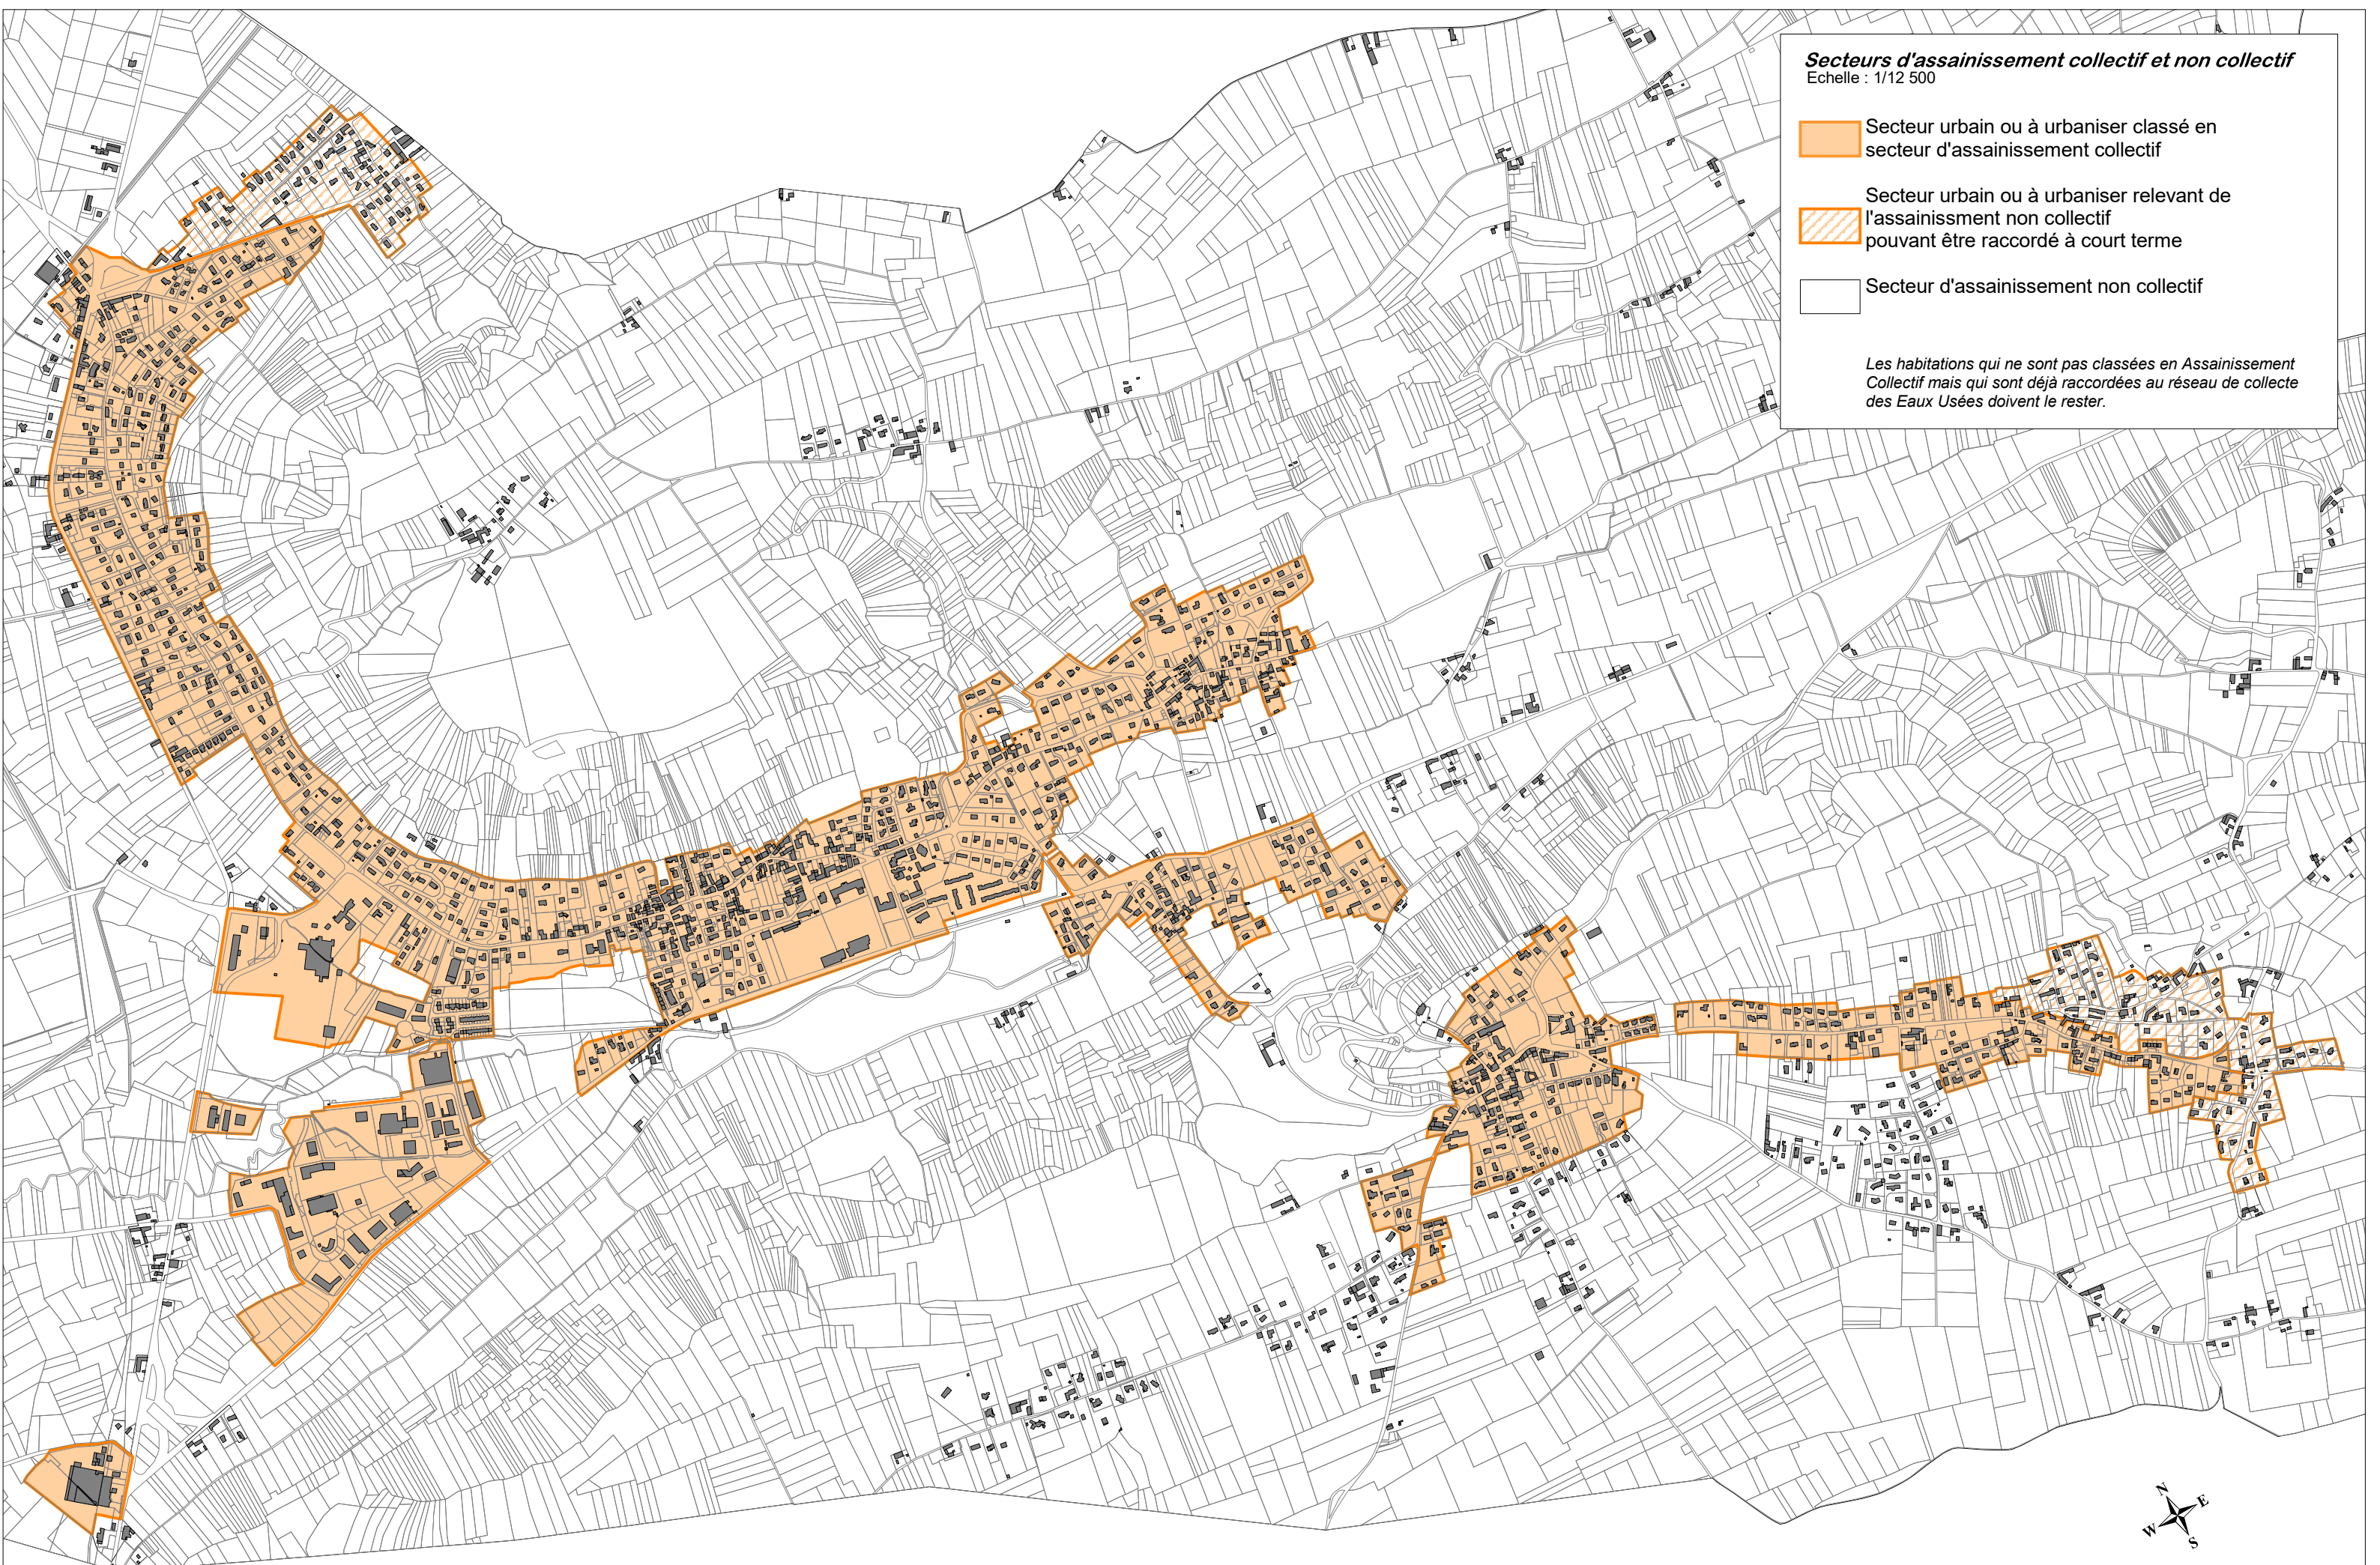 Secteurs d'assainissement collectif et non collectif
Echelle : 1/12 500
Secteur urbain ou à urbaniser classé en
secteur d'assainissement collectif
Secteur urbain ou à urbaniser relevant de
l'assainissment non collectif
pouvant être raccordé à court terme
Secteur d'assainissement non collectif
Les habitations qui ne sont pas classées en Assainissement
Collectif mais qui sont déjà raccordées au réseau de collecte
des Eaux Usées doivent le rester.
N
E
W
S